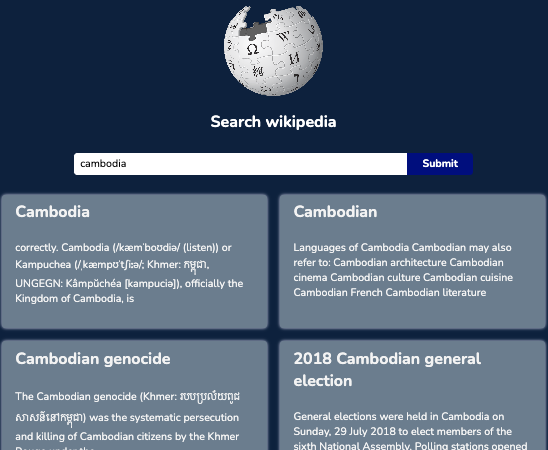 Ω W
И
Search wikipedia
cambodia
Submit
Cambodia
correctly. Cambodia (/kæmˈboʊdiə/ (listen)) or
Kampuchea (/ˌkæmpʊˈtʃiːə/; Khmer: កម្ពុជា,
UNGEGN: Kâmpŭchéa [kampuciə]), officially the
Kingdom of Cambodia, is
Cambodian
Languages of Cambodia Cambodian may also
refer to: Cambodian architecture Cambodian
cinema Cambodian culture Cambodian cuisine
Cambodian French Cambodian literature
Cambodian genocide
The Cambodian genocide (Khmer: របបប្រល័យពូជ
សាសន៍នៅកម្ពុជា) was the systematic persecution
and killing of Cambodian citizens by the Khmer
2018 Cambodian general
election
General elections were held in Cambodia on
Sunday, 29 July 2018 to elect members of the
sixth National Assembly. Polling stations opened